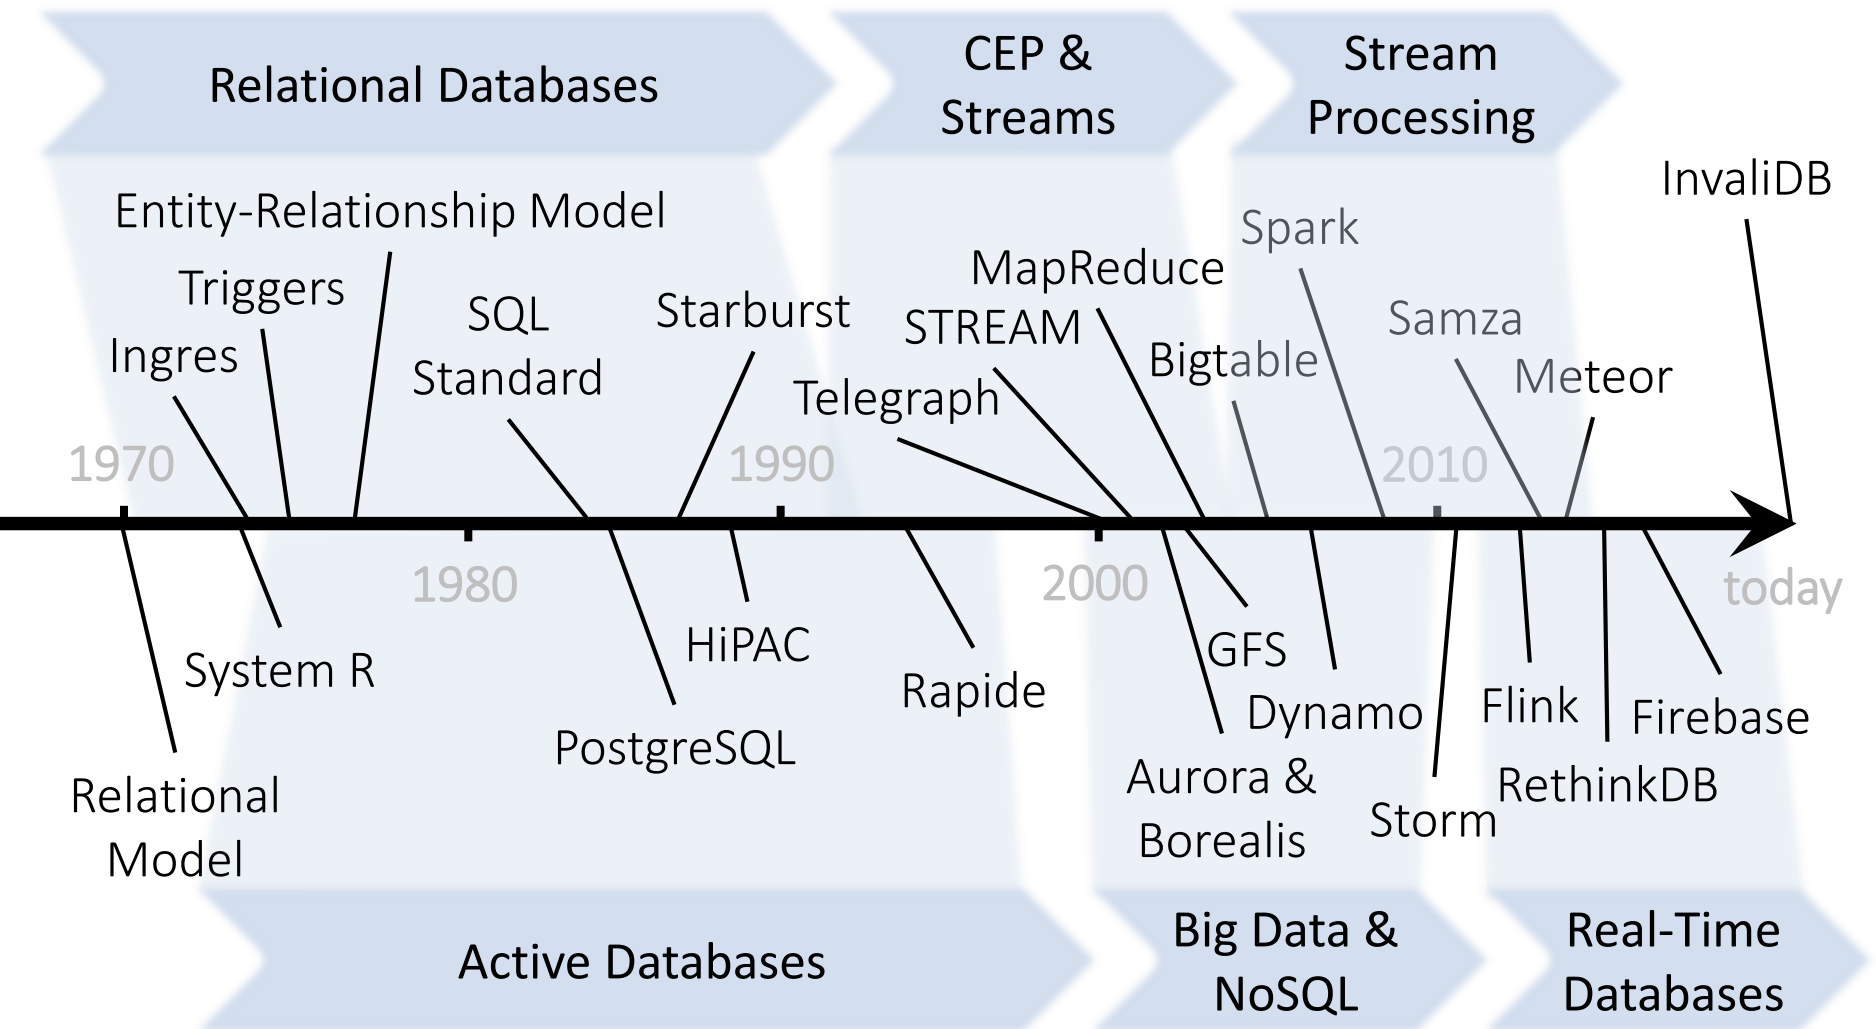 Relational Databases
CEP &
Streams
Stream
Processing
InvaliDB
Entity-Relationship Model
Spark
MapReduce
Triggers
SQL
Standard
Starburst
STREAM
Samza
Ingres
Bigtable
Meteor
Telegraph
1970
1990
2010
1980
2000
today
System R
HiPAC
GFS
Rapide
Dynamo
Flink
Firebase
PostgreSQL
Relational
Model
Aurora &
Borealis
RethinkDB
Storm
Active Databases
Big Data &
NoSQL
Real-Time
Databases